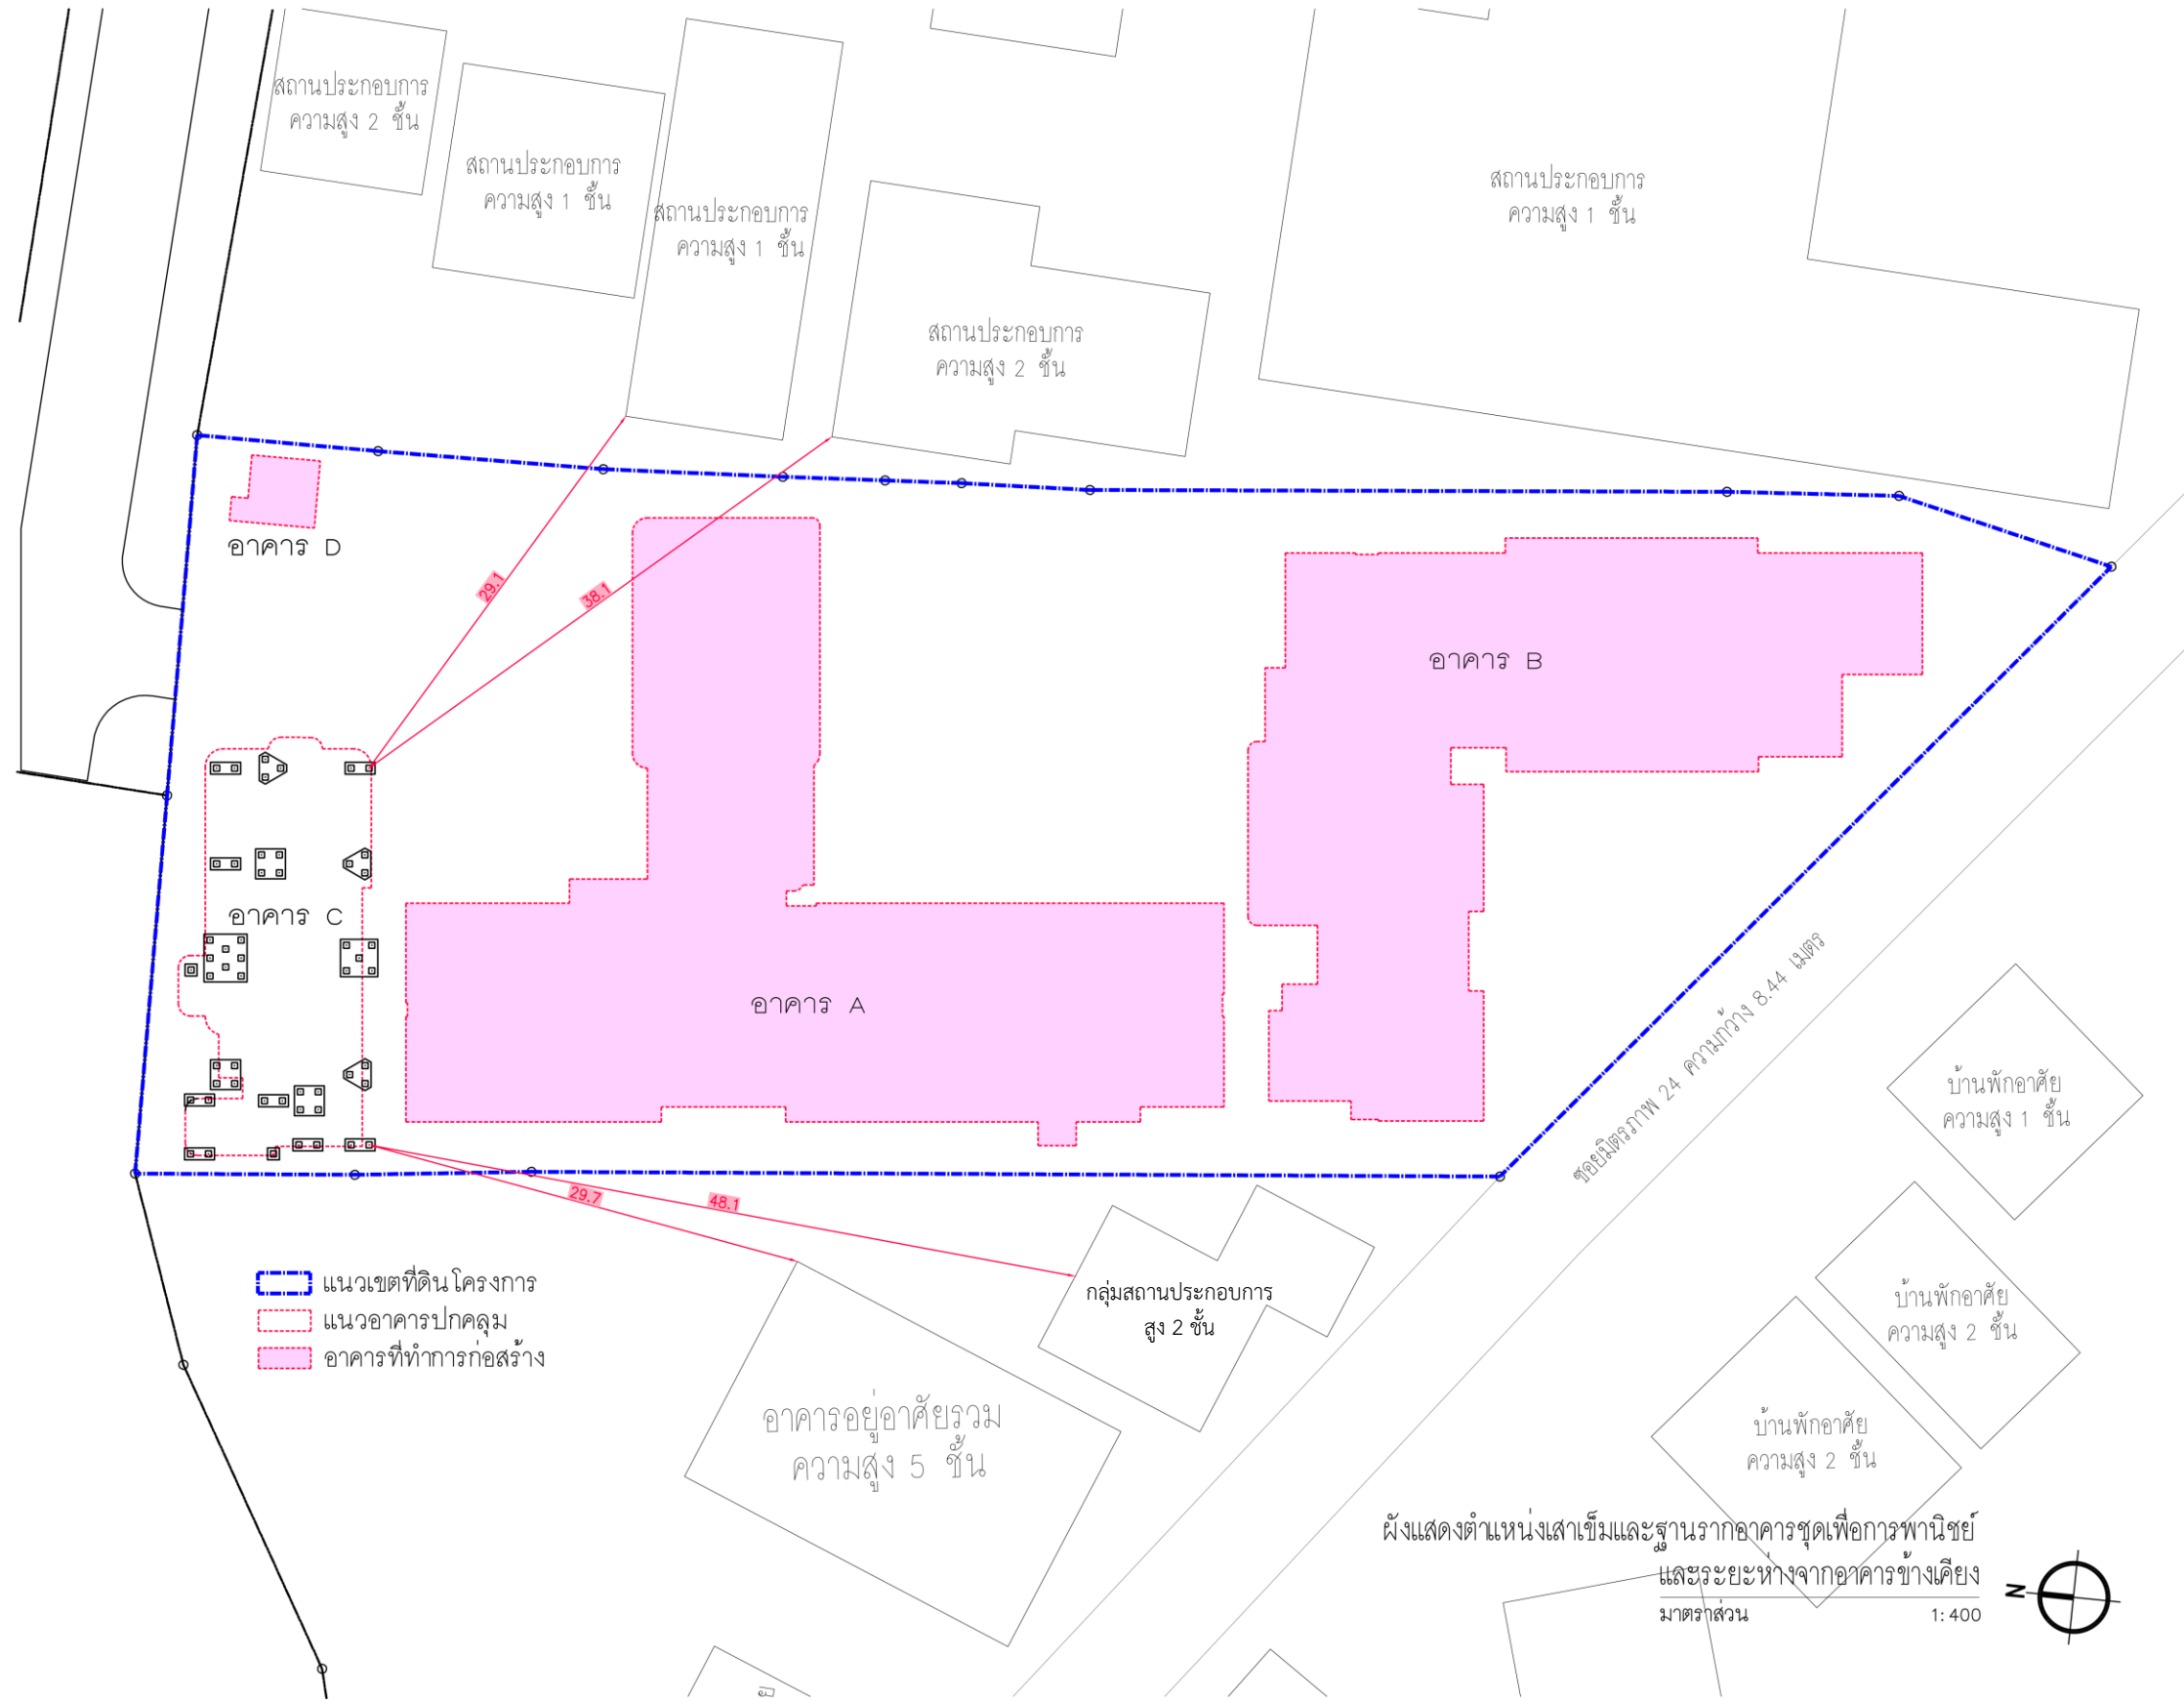 สถานประกอบการ
ความสูง 2 ชั้น
สถานประกอบการ
ความสูง 1 ชั้น
สถานประกอบการ
ความสูง 1 ชั้น
สถานประกอบการ
ความสูง 1 ชั้น
สถานประกอบการ
ความสูง 2 ชั้น
อาคาร D
29.1
38.1
อาคาร B
อาคาร C
อาคาร A
ซอยมิตรภาพ 24 ความกว้าง 8.44 เมตร
บ้านพักอาศัย
ความสูง 1 ชั้น
29.7
48.1
แนวเขตที่ดินโครงการ
แนวอาคารปกคลุม
อาคารที่ทำการก่อสร้าง
กลุ่มสถานประกอบการ
สูง 2 ชั้น
บ้านพักอาศัย
ความสูง 2 ชั้น
อาคารอยู่อาศัยรวม
ความสูง 5 ชั้น
บ้านพักอาศัย
ความสูง 2 ชั้น
ผังแสดงตำแหน่งเสาเข็มและฐานรากอาคารชุดเพื่อการพานิชย์
และระยะห่างจากอาคารข้างเคียง
มาตราส่วน 1:400
N